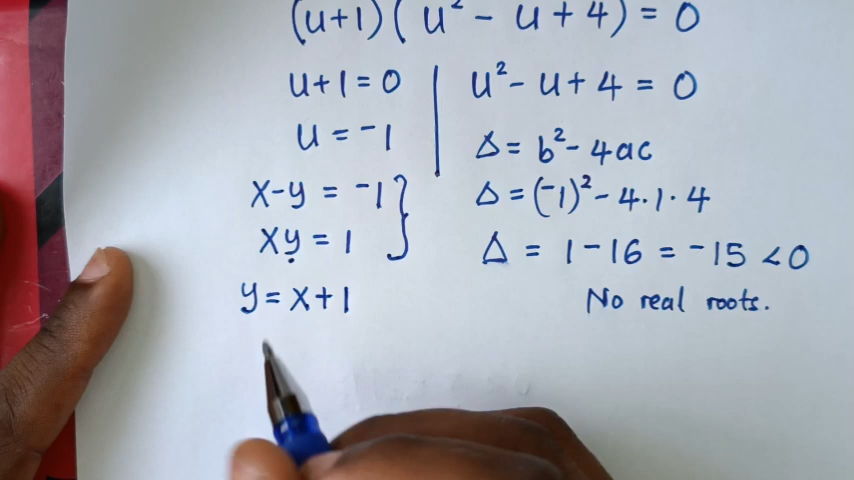 (u+1)(u² - u + 4) = 0
u+1 = 0
u = ⁻1
x-y = ⁻1
xy = 1
y = x+1
u² - u + 4 = 0
Δ = b² - 4ac
Δ = (⁻1)² - 4·1·4
Δ = 1 - 16 = ⁻15 < 0
No real roots.